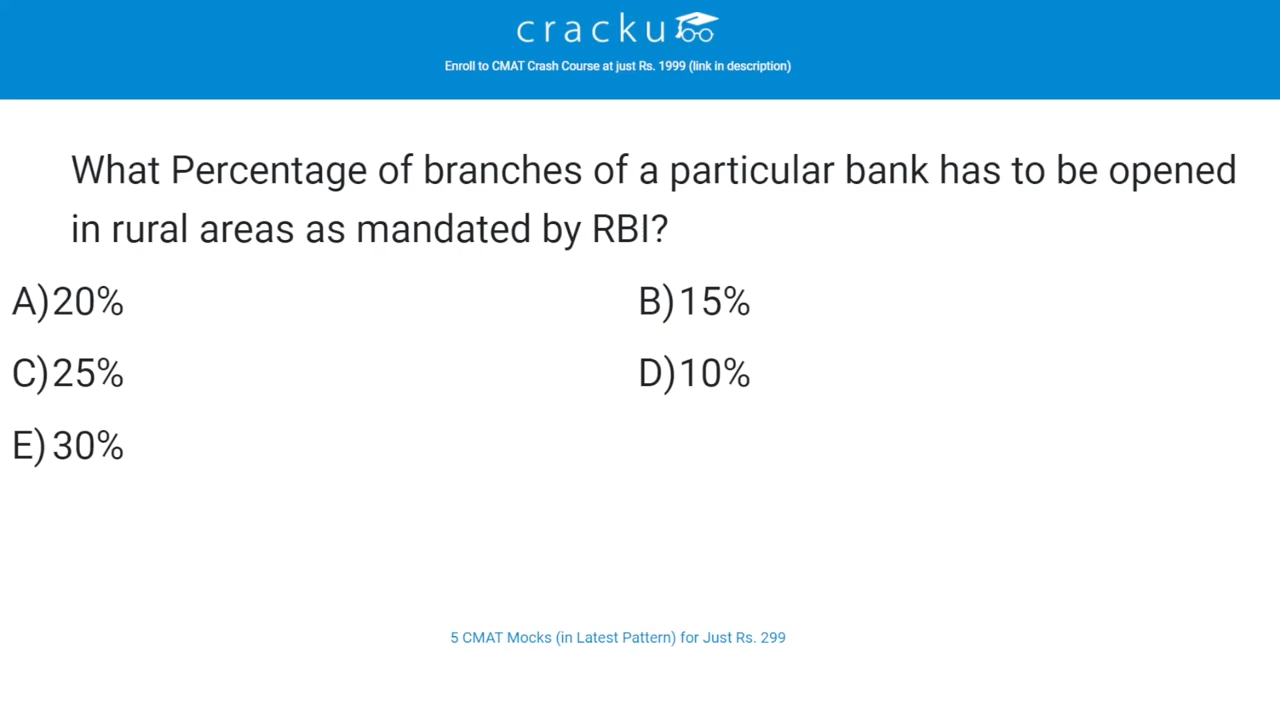 cracku
Enroll to CMAT Crash Course at just Rs. 1999 (link in description)
What Percentage of branches of a particular bank has to be opened
in rural areas as mandated by RBI?
A)20%
B)15%
C)25%
D)10%
E)30%
5 CMAT Mocks (in Latest Pattern) for Just Rs. 299